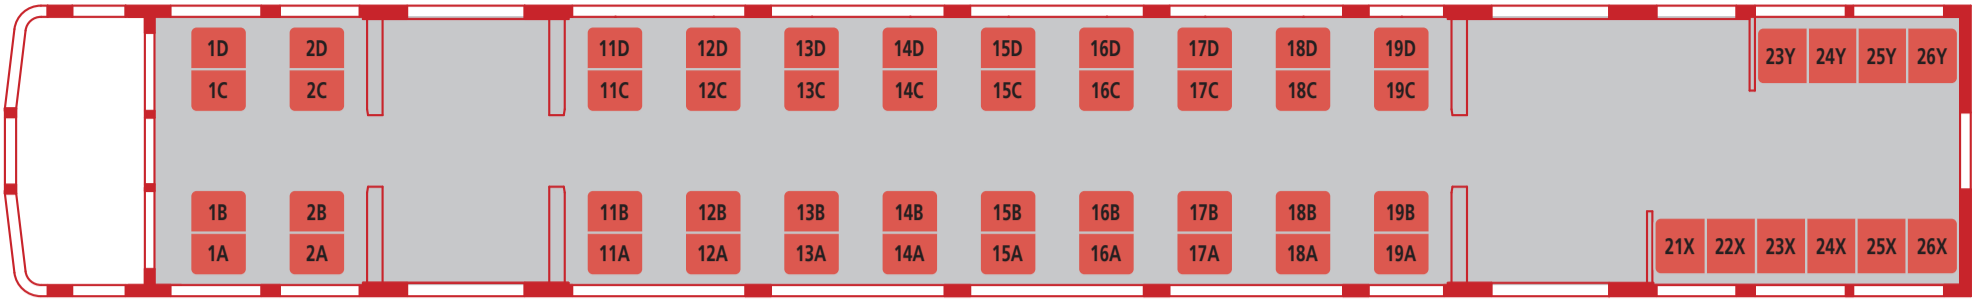 1D 2D 11D 12D 13D 14D 15D 16D 17D 18D 19D 23Y 24Y 25Y 26Y
1C 2C 11C 12C 13C 14C 15C 16C 17C 18C 19C
1B 2B 11B 12B 13B 14B 15B 16B 17B 18B 19B
1A 2A 11A 12A 13A 14A 15A 16A 17A 18A 19A 21X 22X 23X 24X 25X 26X